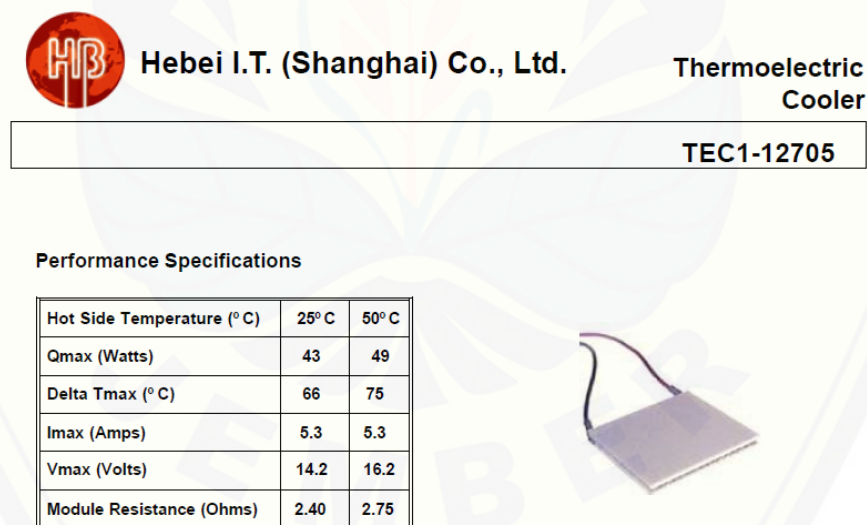 HB
Hebei I.T. (Shanghai) Co., Ltd.
Thermoelectric
Cooler
TEC1-12705
Performance Specifications
Hot Side Temperature (º C) 25º C 50º C
Qmax (Watts) 43 49
Delta Tmax (º C) 66 75
Imax (Amps) 5.3 5.3
Vmax (Volts) 14.2 16.2
Module Resistance (Ohms) 2.40 2.75